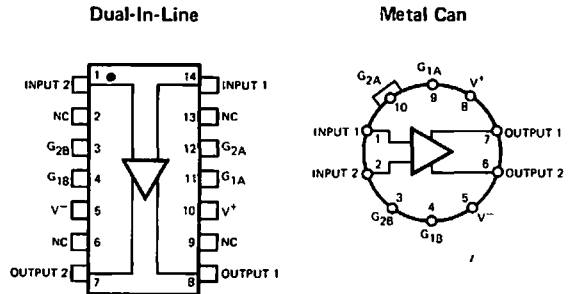 Dual-In-Line Metal Can
INPUT 2 1 14 INPUT 1
NC 2 13 NC
G2B 3 12 G2A
G1B 4 11 G1A
V− 5 10 V+
NC 6 9 NC
OUTPUT 2 7 8 OUTPUT 1
G2A G1A V+
10 9 8
INPUT 1 1 7 OUTPUT 1
INPUT 2 2 6 OUTPUT 2
3 4 5
G2B G1B V−